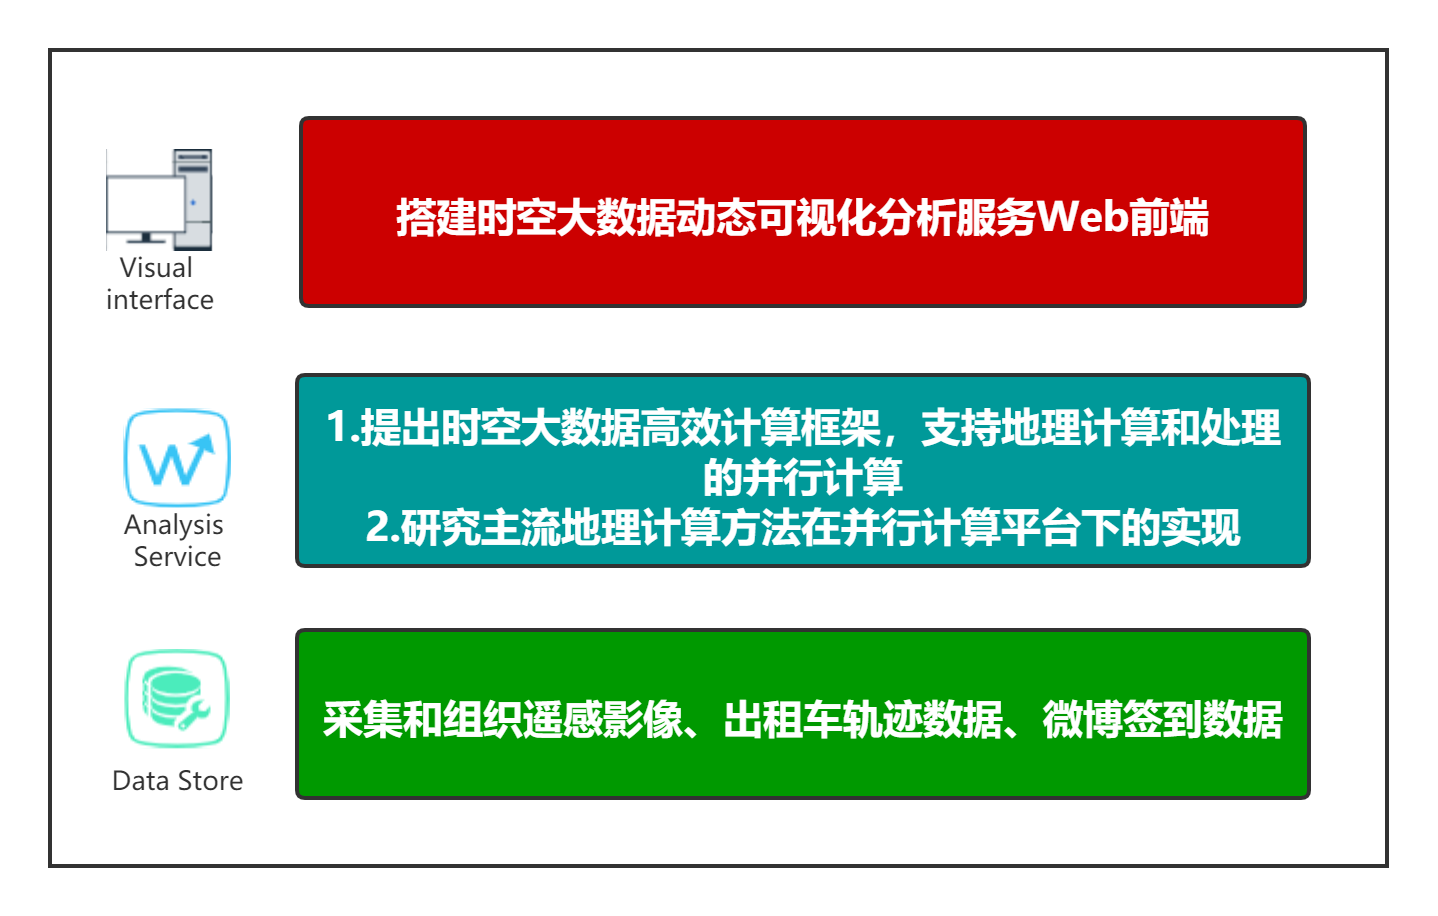 搭建时空大数据动态可视化分析服务Web前端
Visual
interface
1.提出时空大数据高效计算框架，支持地理计算和处理
的并行计算
2.研究主流地理计算方法在并行计算平台下的实现
Analysis
Service
采集和组织遥感影像、出租车轨迹数据、微博签到数据
Data Store